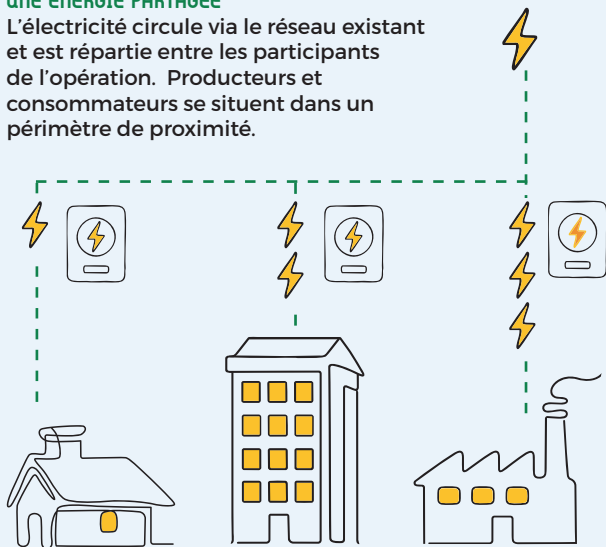 UNE ÉNERGIE PARTAGÉE
L’électricité circule via le réseau existant
et est répartie entre les participants
de l’opération. Producteurs et
consommateurs se situent dans un
périmètre de proximité.